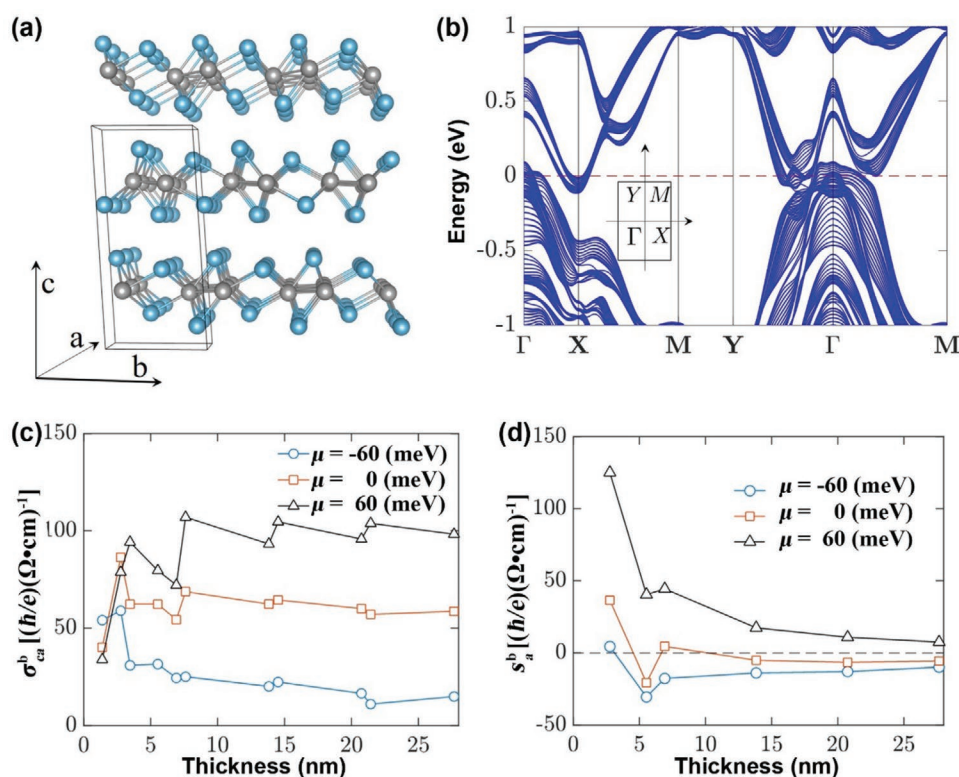 (a)
c
a
b
(b)
Energy (eV)
1
0.5
0
-0.5
-1
Y M
Γ X
Γ X M Y Γ M
(c)
σᵇ_ca [(ℏ/e)(Ω•cm)⁻¹]
150
100
50
0
μ = -60 (meV)
μ = 0 (meV)
μ = 60 (meV)
0 5 10 15 20 25
Thickness (nm)
(d)
sᵇ_a [(ℏ/e)(Ω•cm)⁻¹]
150
100
50
0
-50
μ = -60 (meV)
μ = 0 (meV)
μ = 60 (meV)
0 5 10 15 20 25
Thickness (nm)